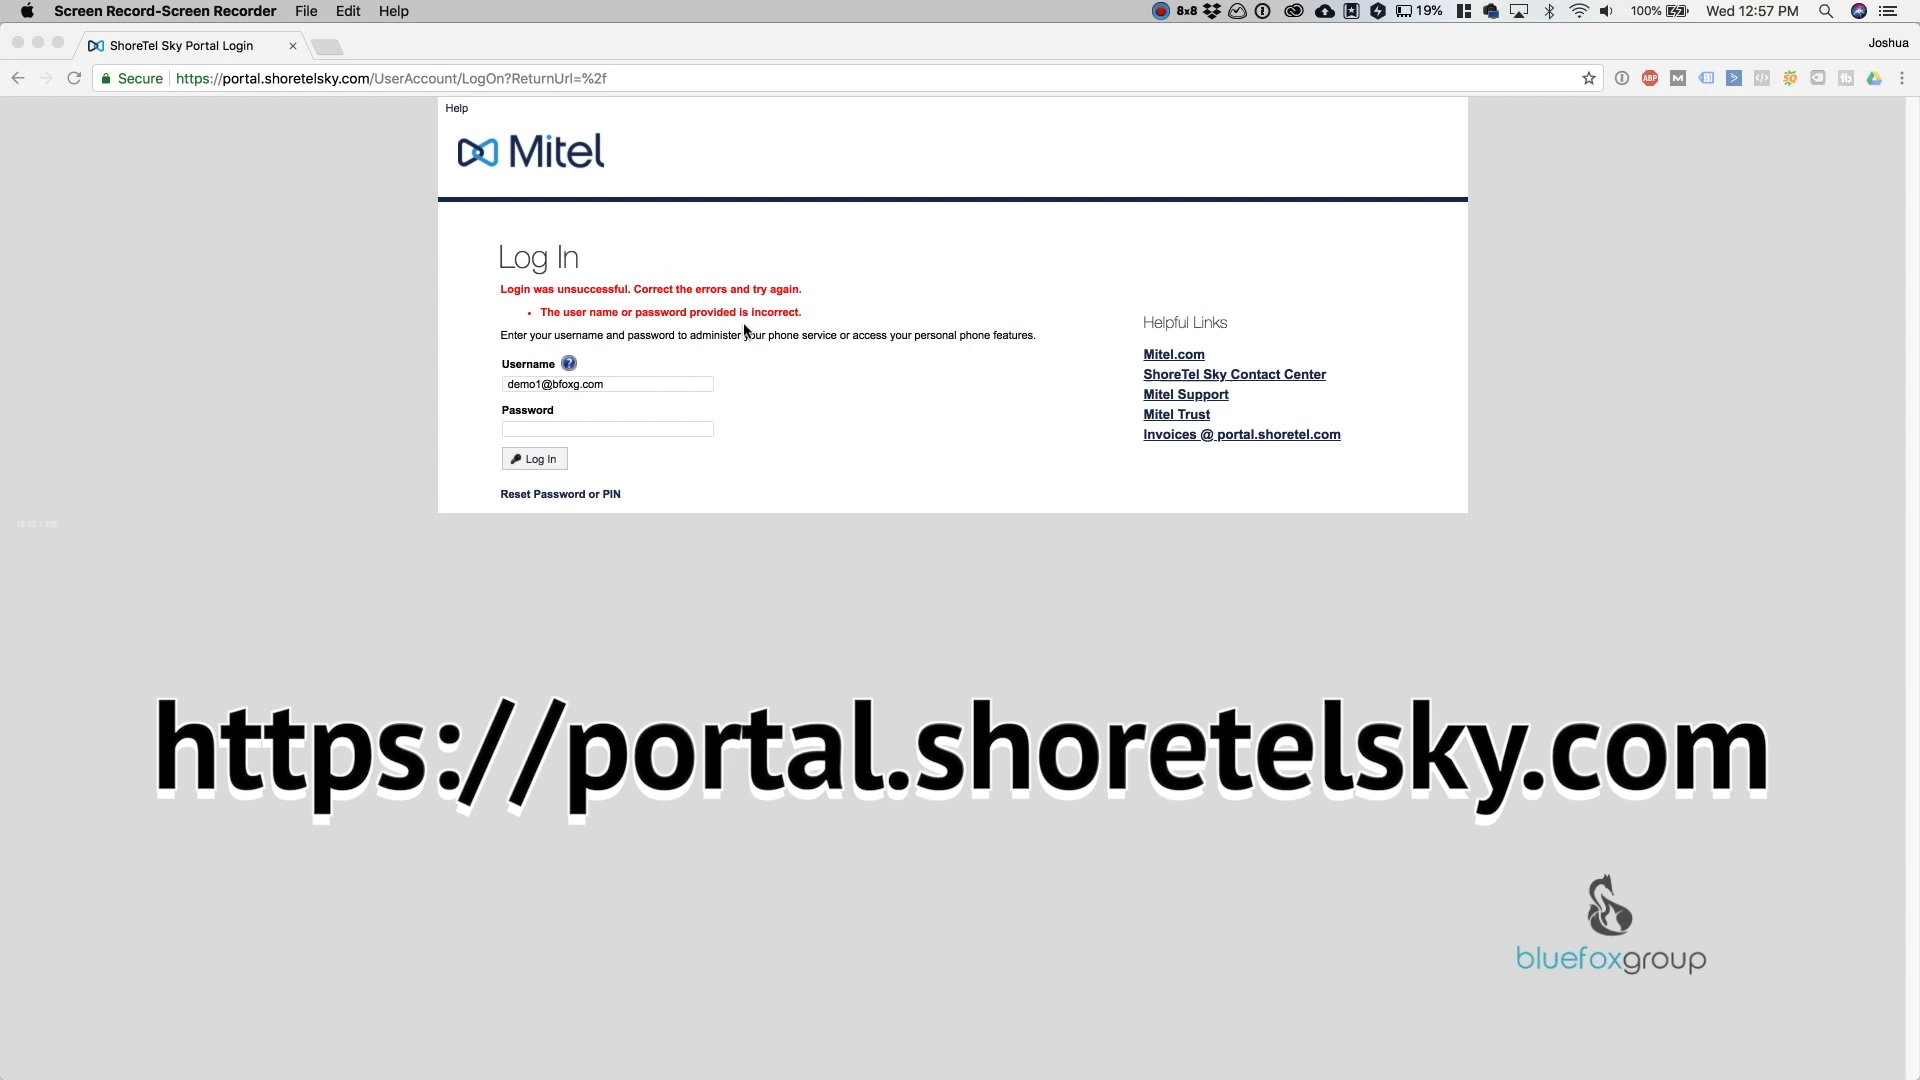 Screen Record-Screen Recorder File Edit Help 8x8 19% 100% Wed 12:57 PM
ShoreTel Sky Portal Login Joshua
Secure https://portal.shoretelsky.com/UserAccount/LogOn?ReturnUrl=%2f
Help
Mitel
Log In
Login was unsuccessful. Correct the errors and try again.
• The user name or password provided is incorrect.
Enter your username and password to administer your phone service or access your personal phone features.
Username
demo1@bfoxg.com
Password
Log In
Reset Password or PIN
Helpful Links
Mitel.com
ShoreTel Sky Contact Center
Mitel Support
Mitel Trust
Invoices @ portal.shoretel.com
https://portal.shoretelsky.com
bluefoxgroup